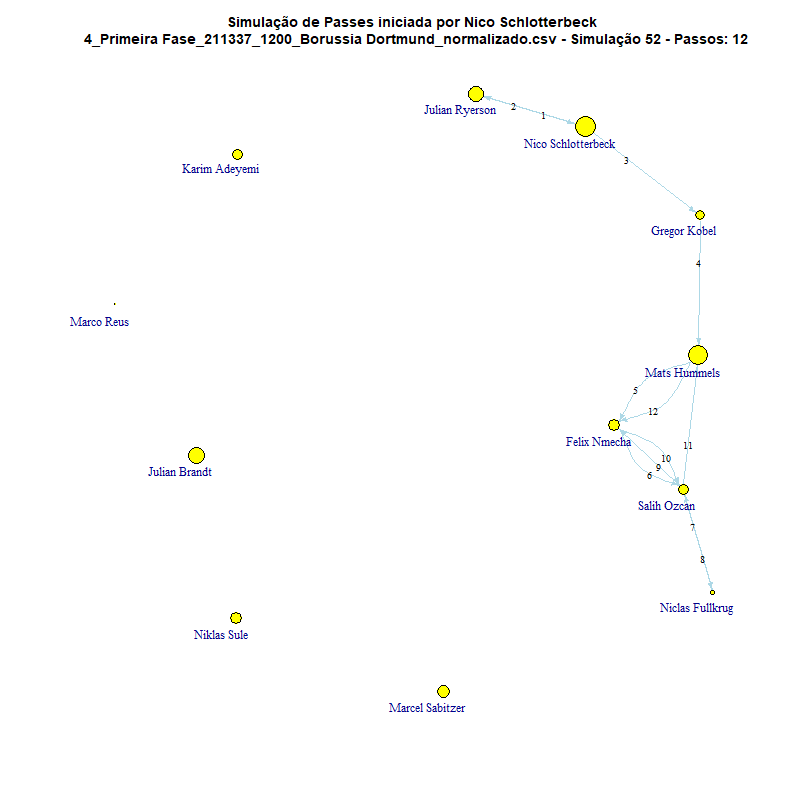 Simulação de Passes iniciada por Nico Schlotterbeck
4_Primeira Fase_211337_1200_Borussia Dortmund_normalizado.csv - Simulação 52 - Passos: 12
Julian Ryerson
2
1
Nico Schlotterbeck
Karim Adeyemi
3
Gregor Kobel
4
Marco Reus
Mats Hummels
5
12
Felix Nmecha
11
10
9
6
Julian Brandt
Salih Ozcan
7
8
Niclas Fullkrug
Niklas Sule
Marcel Sabitzer